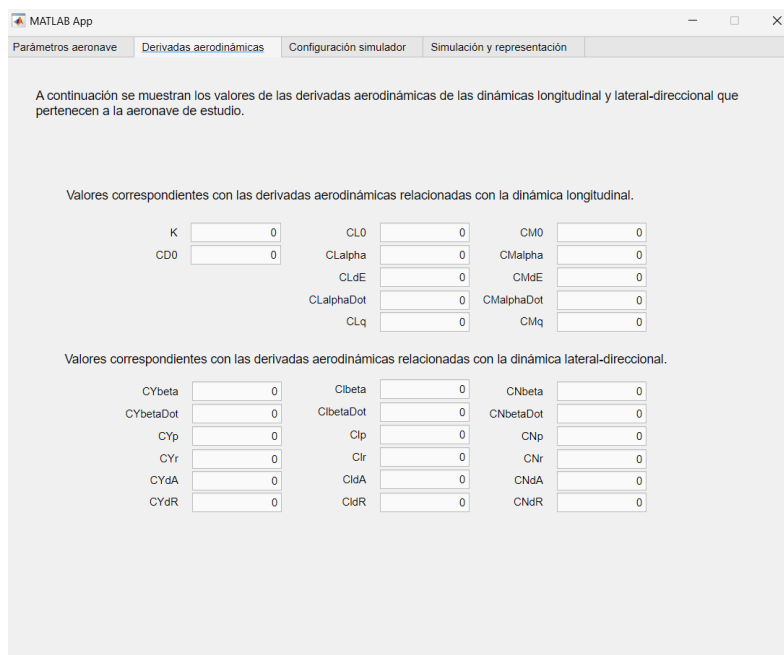 MATLAB App
Parámetros aeronave Derivadas aerodinámicas Configuración simulador Simulación y representación
A continuación se muestran los valores de las derivadas aerodinámicas de las dinámicas longitudinal y lateral-direccional que
pertenecen a la aeronave de estudio.
Valores correspondientes con las derivadas aerodinámicas relacionadas con la dinámica longitudinal.
K 0 CL0 0 CM0 0
CD0 0 CLalpha 0 CMalpha 0
CLdE 0 CMdE 0
CLalphaDot 0 CMalphaDot 0
CLq 0 CMq 0
Valores correspondientes con las derivadas aerodinámicas relacionadas con la dinámica lateral-direccional.
CYbeta 0 Clbeta 0 CNbeta 0
CYbetaDot 0 ClbetaDot 0 CNbetaDot 0
CYp 0 Clp 0 CNp 0
CYr 0 Clr 0 CNr 0
CYdA 0 CldA 0 CNdA 0
CYdR 0 CldR 0 CNdR 0